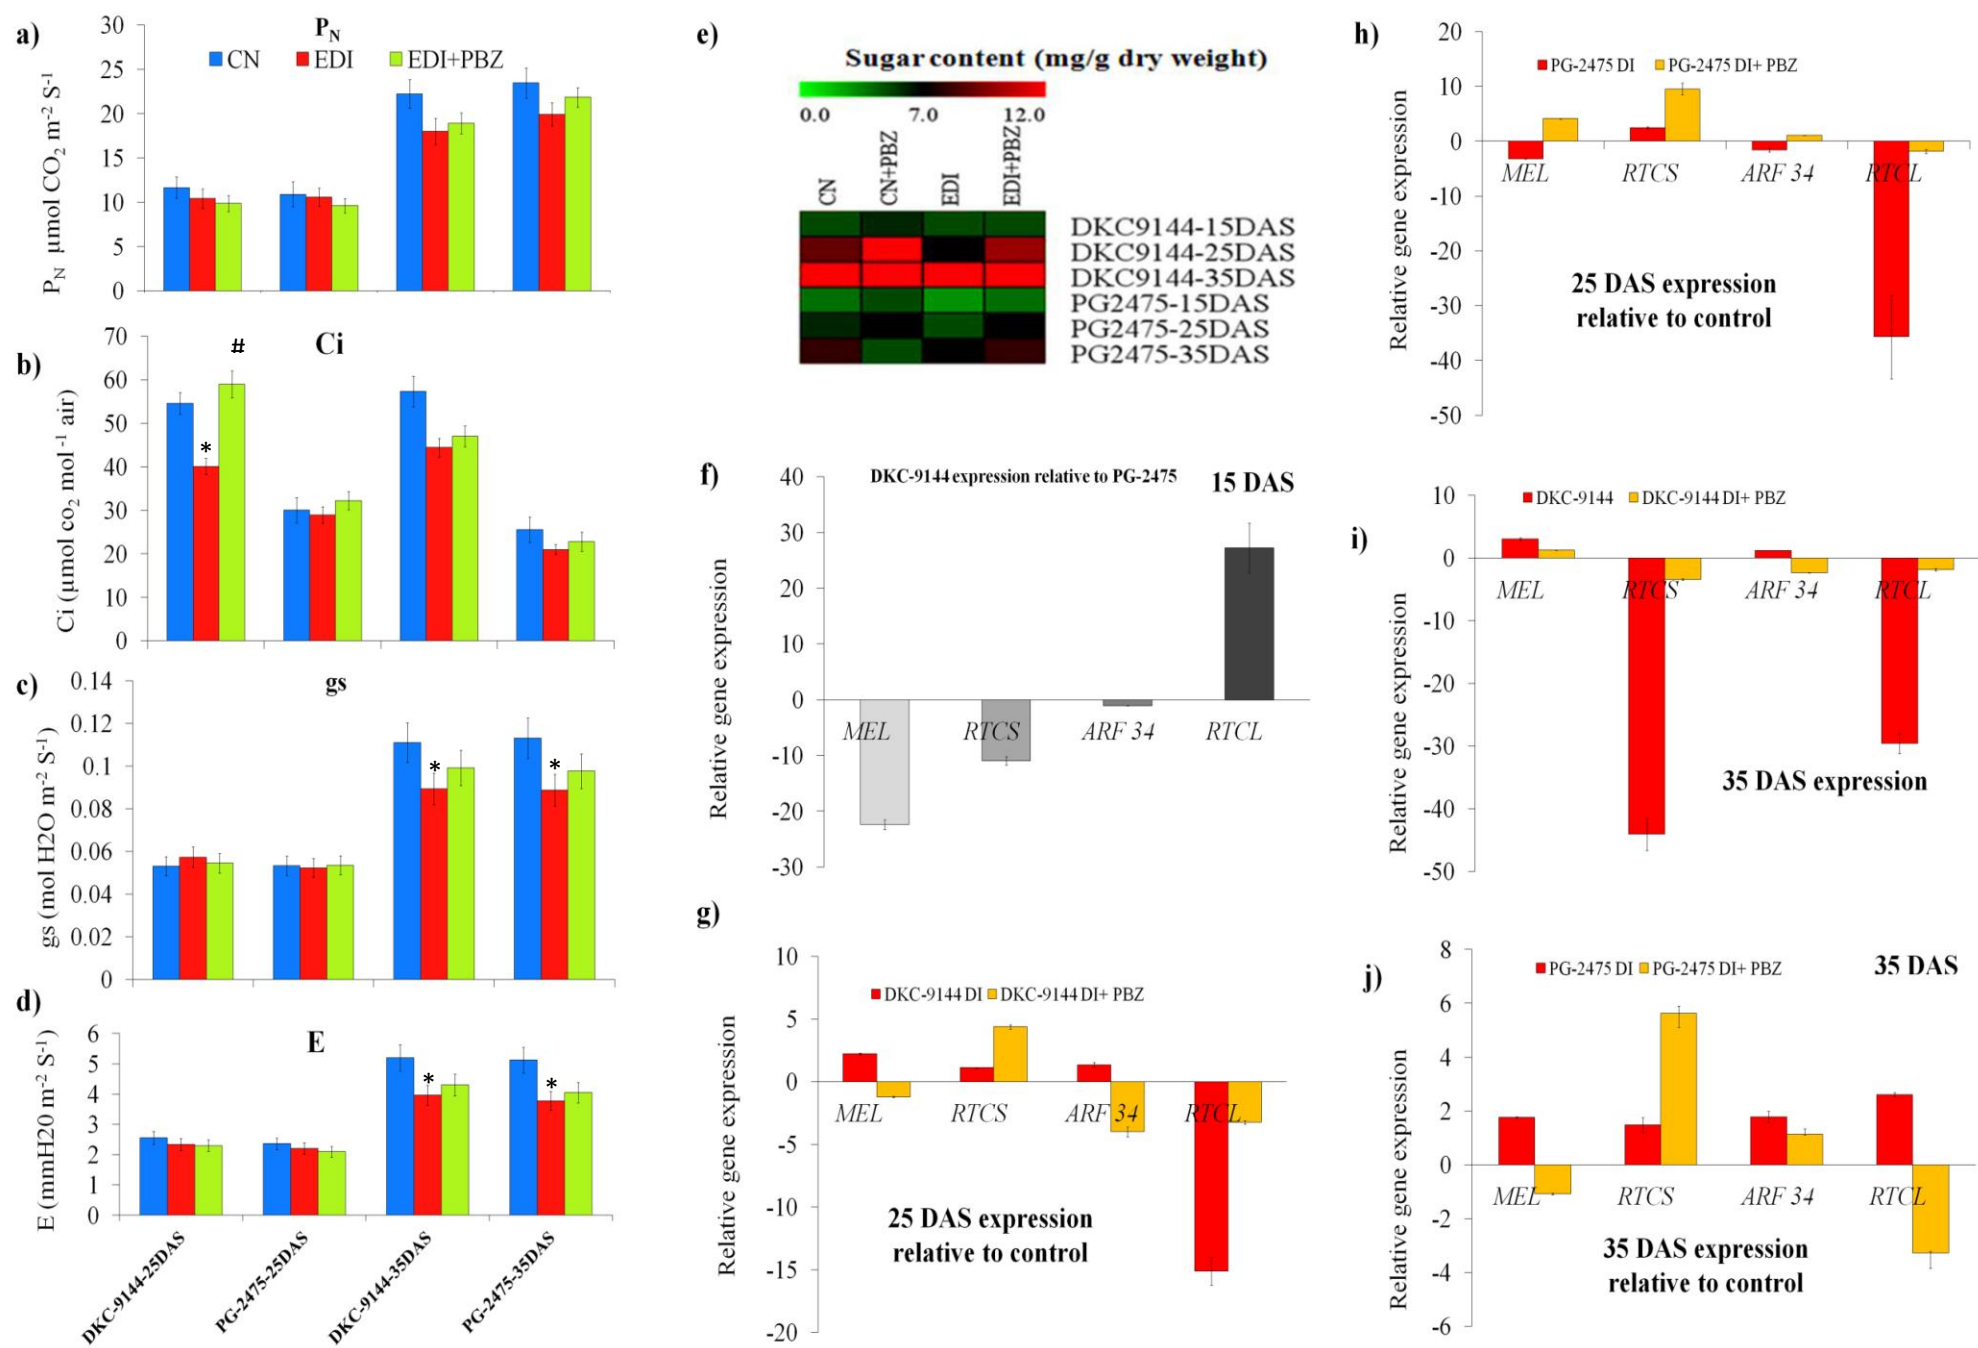 a)
P_N
CN EDI EDI+PBZ
P_N µmol CO₂ m⁻² S⁻¹
30
25
20
15
10
5
0
b)
Ci
#
*
Ci (µmol co₂ mol⁻¹ air)
70
60
50
40
30
20
10
0
c)
gs
* *
gs (mol H2O m⁻² S⁻¹)
0.14
0.12
0.1
0.08
0.06
0.04
0.02
0
d)
E
* *
E (mmH20 m⁻² S⁻¹)
6
5
4
3
2
1
0
DKC-9144-25DAS
PG-2475-25DAS
DKC-9144-35DAS
PG-2475-35DAS
e)
Sugar content (mg/g dry weight)
0.0 7.0 12.0
CN
CN+PBZ
EDI
EDI+PBZ
DKC9144-15DAS
DKC9144-25DAS
DKC9144-35DAS
PG2475-15DAS
PG2475-25DAS
PG2475-35DAS
f)
DKC-9144 expression relative to PG-2475
15 DAS
Relative gene expression
40
30
20
10
0
-10
-20
-30
MEL RTCS ARF 34 RTCL
g)
DKC-9144 DI DKC-9144 DI+ PBZ
Relative gene expression
10
5
0
-5
-10
-15
-20
MEL RTCS ARF 34 RTCL
25 DAS expression
relative to control
h)
PG-2475 DI PG-2475 DI+ PBZ
Relative gene expression
20
10
0
-10
-20
-30
-40
-50
MEL RTCS ARF 34 RTCL
25 DAS expression
relative to control
i)
DKC-9144 DKC-9144 DI+ PBZ
Relative gene expression
10
0
-10
-20
-30
-40
-50
MEL RTCS ARF 34 RTCL
35 DAS expression
j)
PG-2475 DI PG-2475 DI+ PBZ
35 DAS
Relative gene expression
8
6
4
2
0
-2
-4
-6
MEL RTCS ARF 34 RTCL
35 DAS expression
relative to control